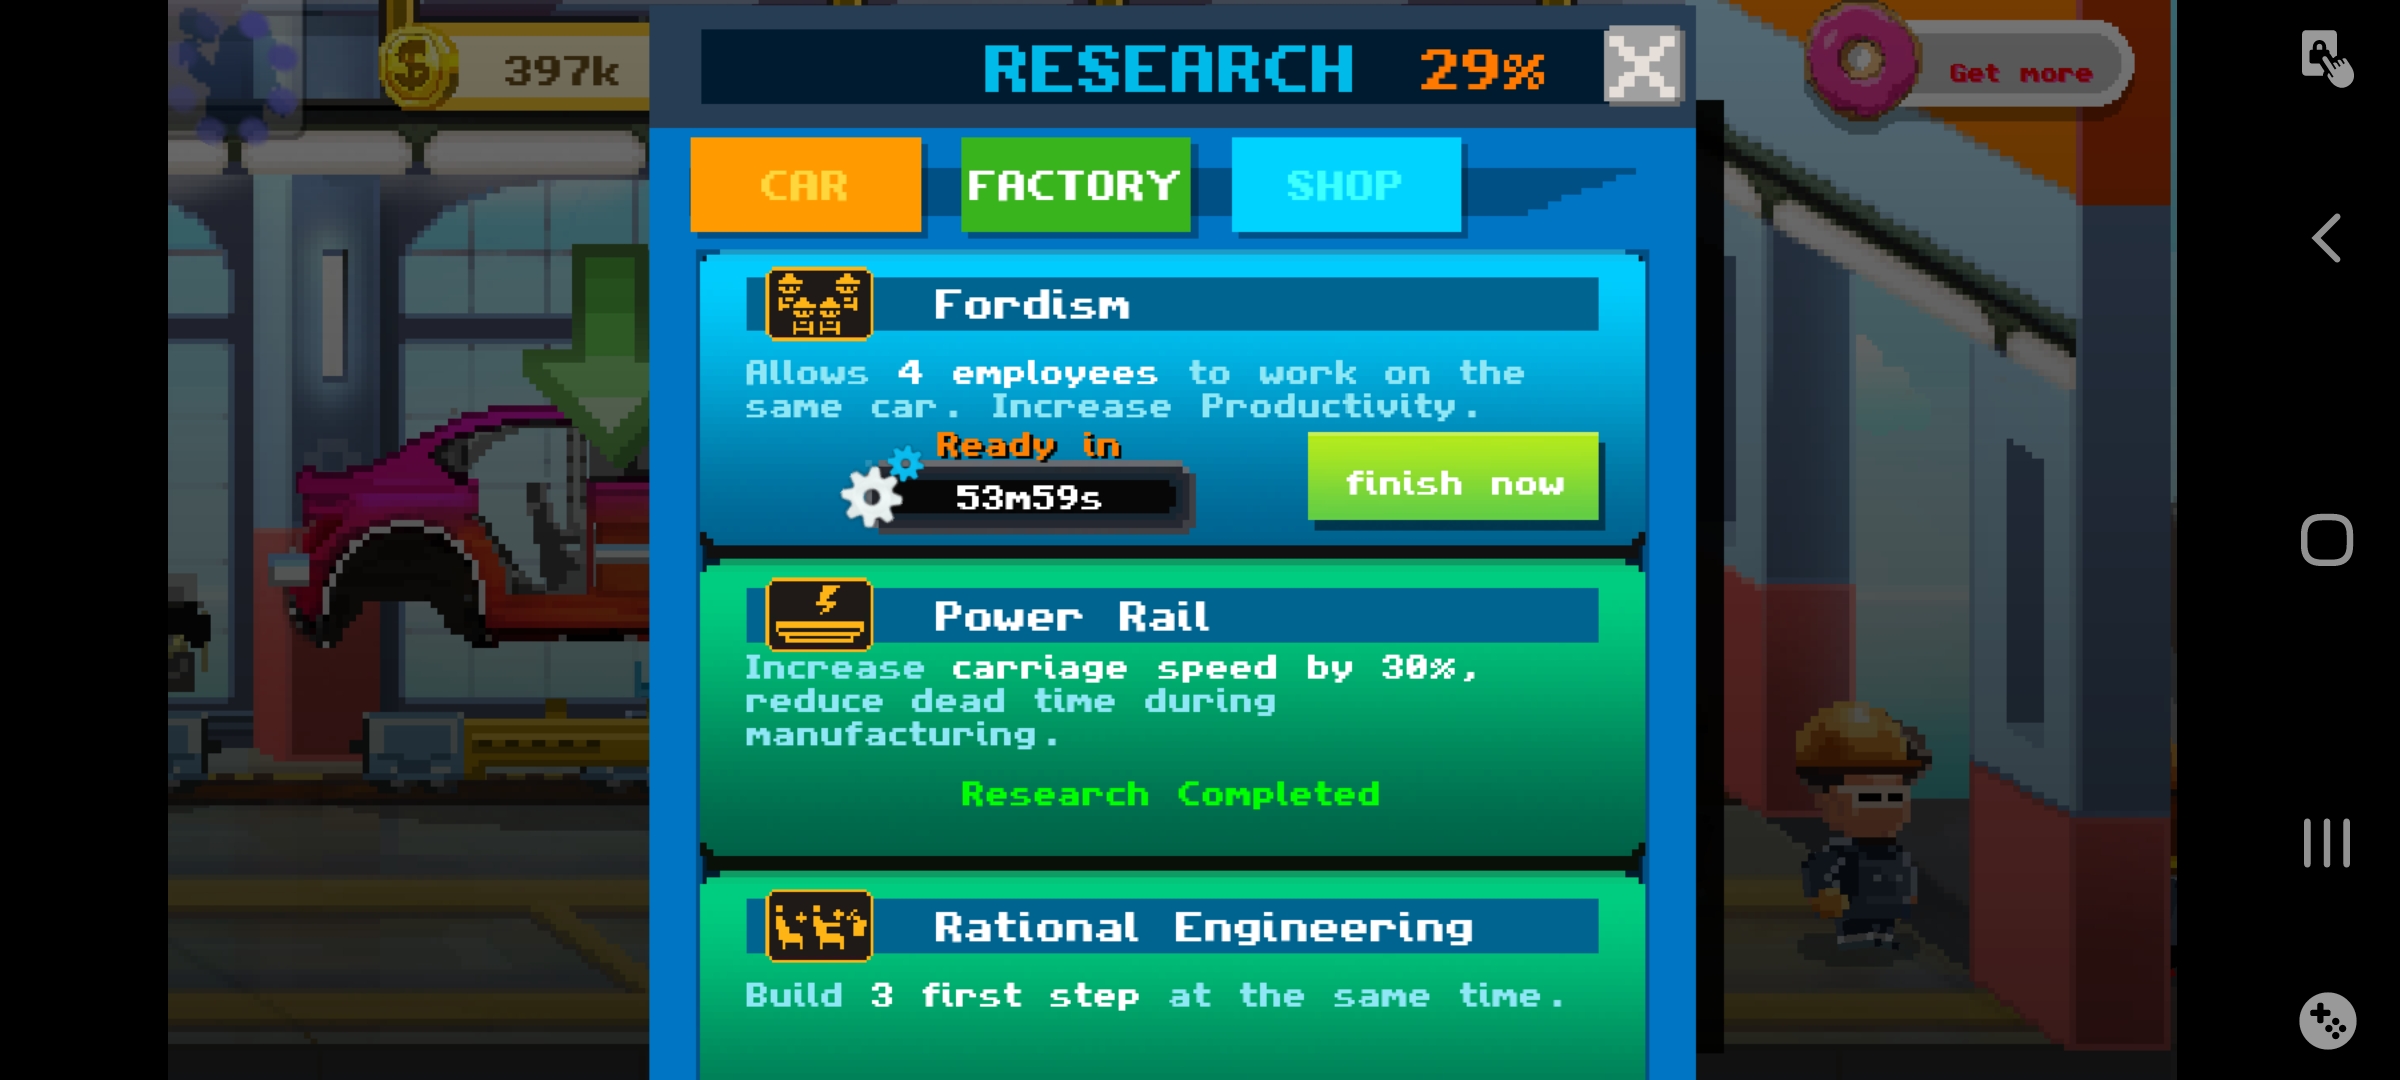 397k
RESEARCH 29%
Get more
CAR FACTORY SHOP
Fordism
Allows 4 employees to work on the
same car. Increase Productivity.
Ready in
53m59s
finish now
Power Rail
Increase carriage speed by 30%,
reduce dead time during
manufacturing.
Research Completed
Rational Engineering
Build 3 first step at the same time.